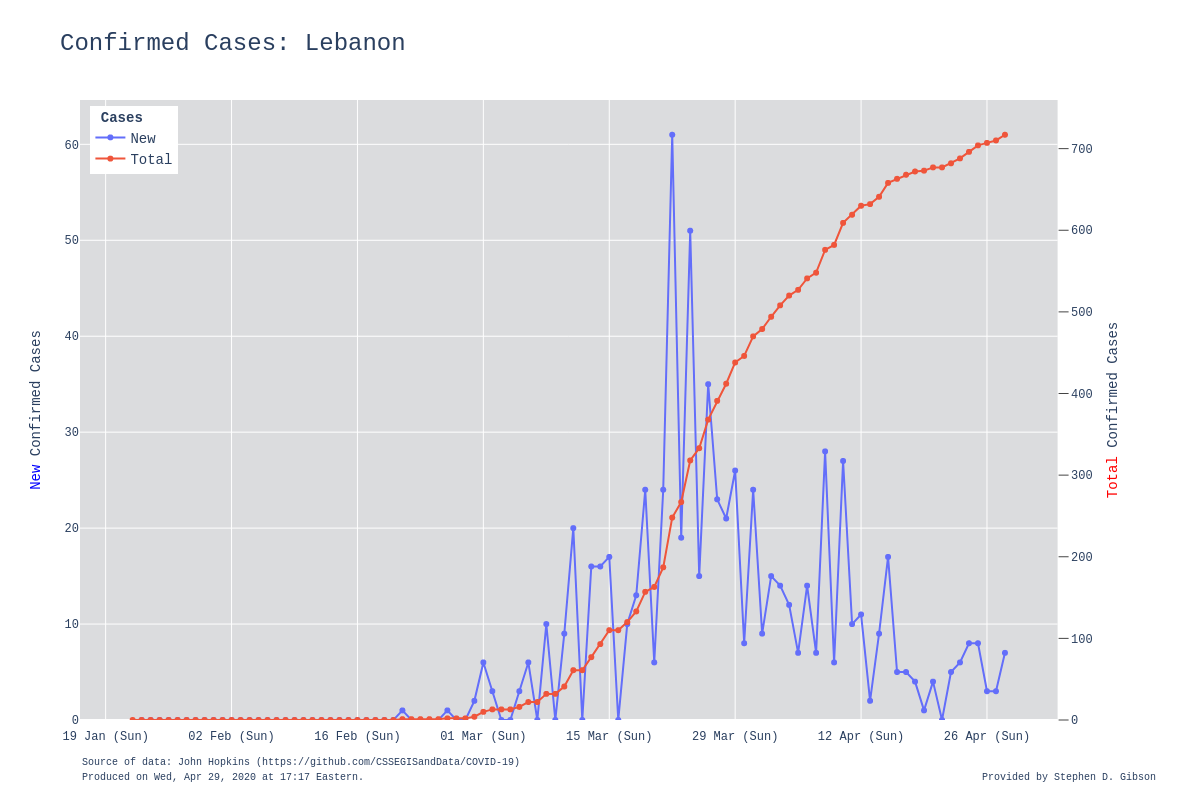 Confirmed Cases: Lebanon
Cases
New
Total
60
50
40
30
20
10
0
New Confirmed Cases
700
600
500
400
300
200
100
0
Total Confirmed Cases
19 Jan (Sun) 02 Feb (Sun) 16 Feb (Sun) 01 Mar (Sun) 15 Mar (Sun) 29 Mar (Sun) 12 Apr (Sun) 26 Apr (Sun)
Source of data: John Hopkins (https://github.com/CSSEGISandData/COVID-19)
Produced on Wed, Apr 29, 2020 at 17:17 Eastern.
Provided by Stephen D. Gibson